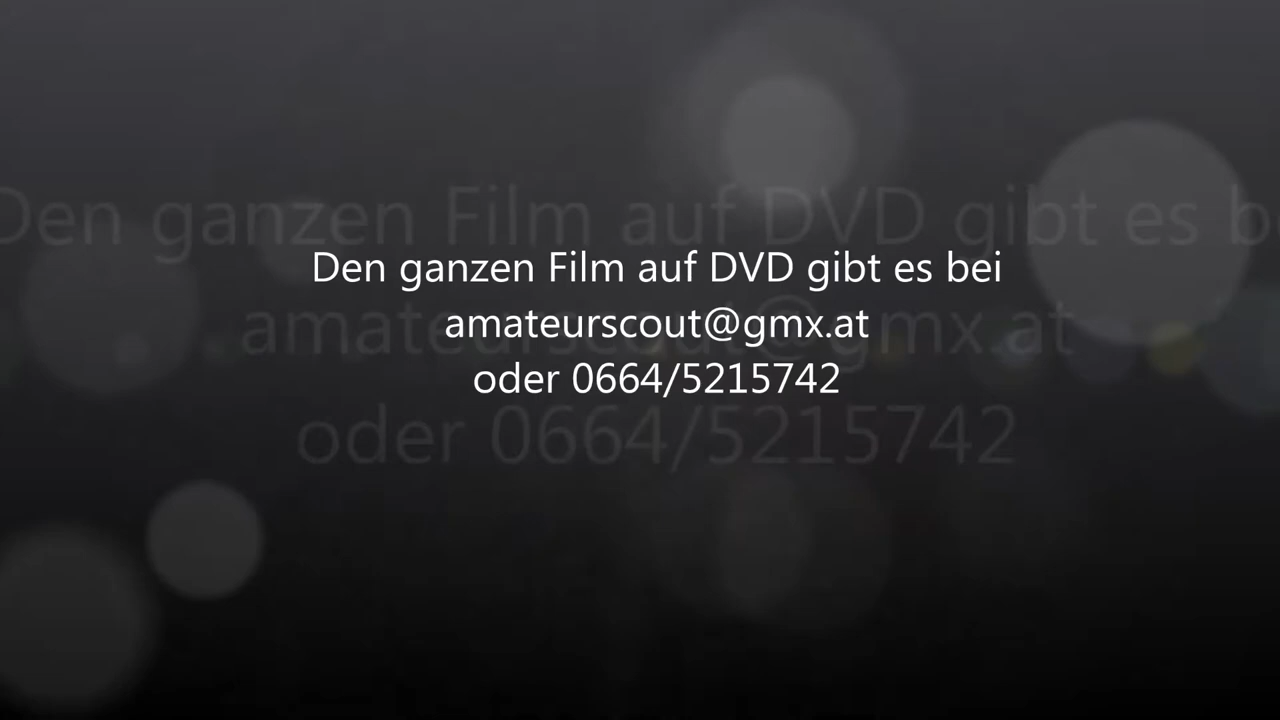 Den ganzen Film auf DVD gibt es bei
amateurscout@gmx.at
oder 0664/5215742